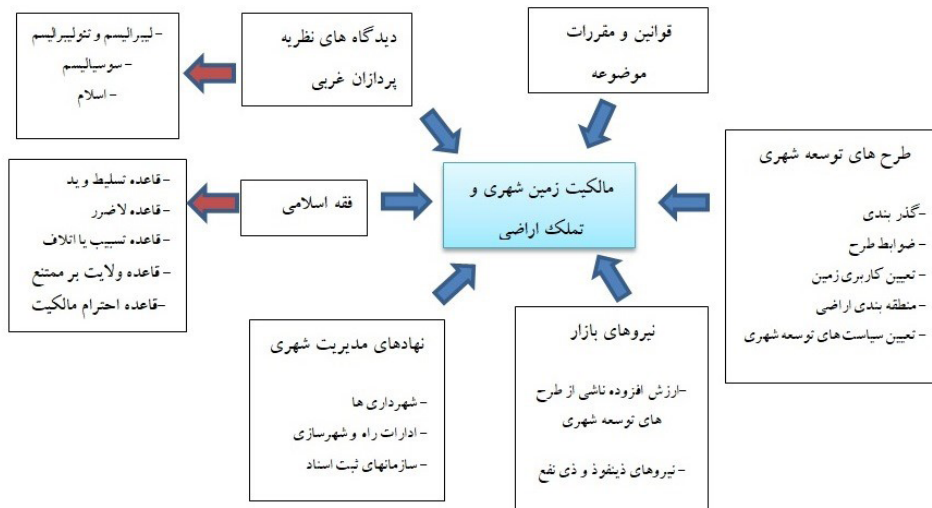 قوانین و مقررات
موضوعه
دیدگاه های نظریه
پردازان غربی
-لیبرالیسم و نئولیبرالیسم
-سوسیالیسم
-اسلام
طرح های توسعه شهری
-گذر بندی
-ضوابط طرح
-تعیین کاربری زمین
-منطقه بندی اراضی
-تعیین سیاست‌های توسعه شهری
مالکیت زمین شهری و
تملک اراضی
فقه اسلامی
-قاعده تسلیط و ید
-قاعده لاضرر
-قاعده تسبیب یا اتلاف
-قاعده ولایت بر ممتنع
-قاعده احترام مالکیت
نیروهای بازار
-ارزش افزوده ناشی از طرح
های توسعه شهری
-نیروهای ذینفوذ و ذی نفع
نهادهای مدیریت شهری
-شهرداری ها
-ادارات راه و شهرسازی
-سازمانهای ثبت اسناد